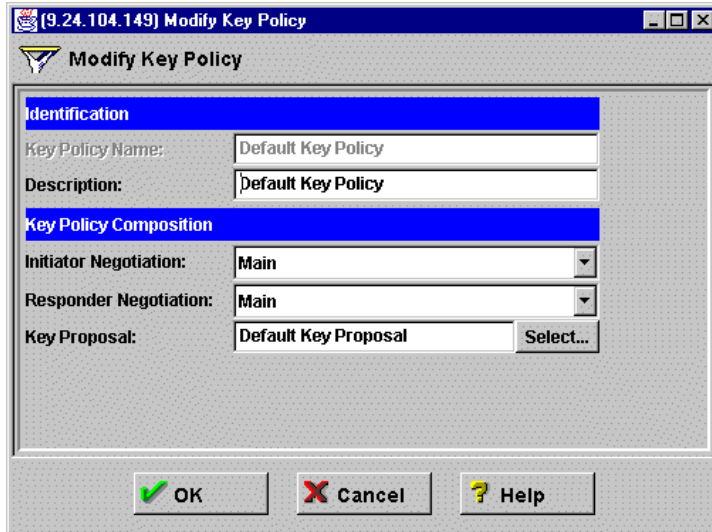 (9.24.104.149) Modify Key Policy
Modify Key Policy
Identification
Key Policy Name: Default Key Policy
Description: Default Key Policy
Key Policy Composition
Initiator Negotiation: Main
Responder Negotiation: Main
Key Proposal: Default Key Proposal Select...
OK Cancel Help